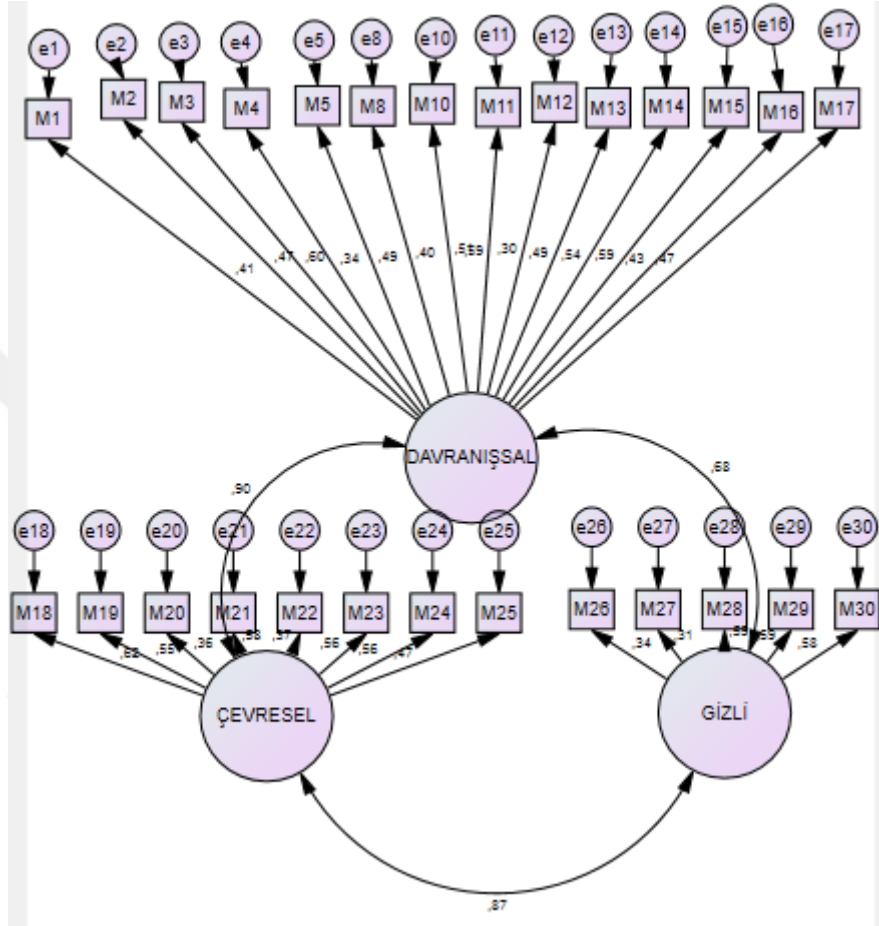 e1 e2 e3 e4 e5 e8 e10 e11 e12 e13 e14 e15 e16 e17
M1 M2 M3 M4 M5 M8 M10 M11 M12 M13 M14 M15 M16 M17
,41 ,47 ,60 ,34 ,49 ,40 ,59 ,30 ,49 ,54 ,59 ,43 ,47
DAVRANIŞSAL
,90 ,68
e18 e19 e20 e21 e22 e23 e24 e25 e26 e27 e28 e29 e30
M18 M19 M20 M21 M22 M23 M24 M25 M26 M27 M28 M29 M30
,55 ,36 ,56 ,56 ,47 ,34 ,31 ,58
ÇEVRESEL GİZLİ
,87